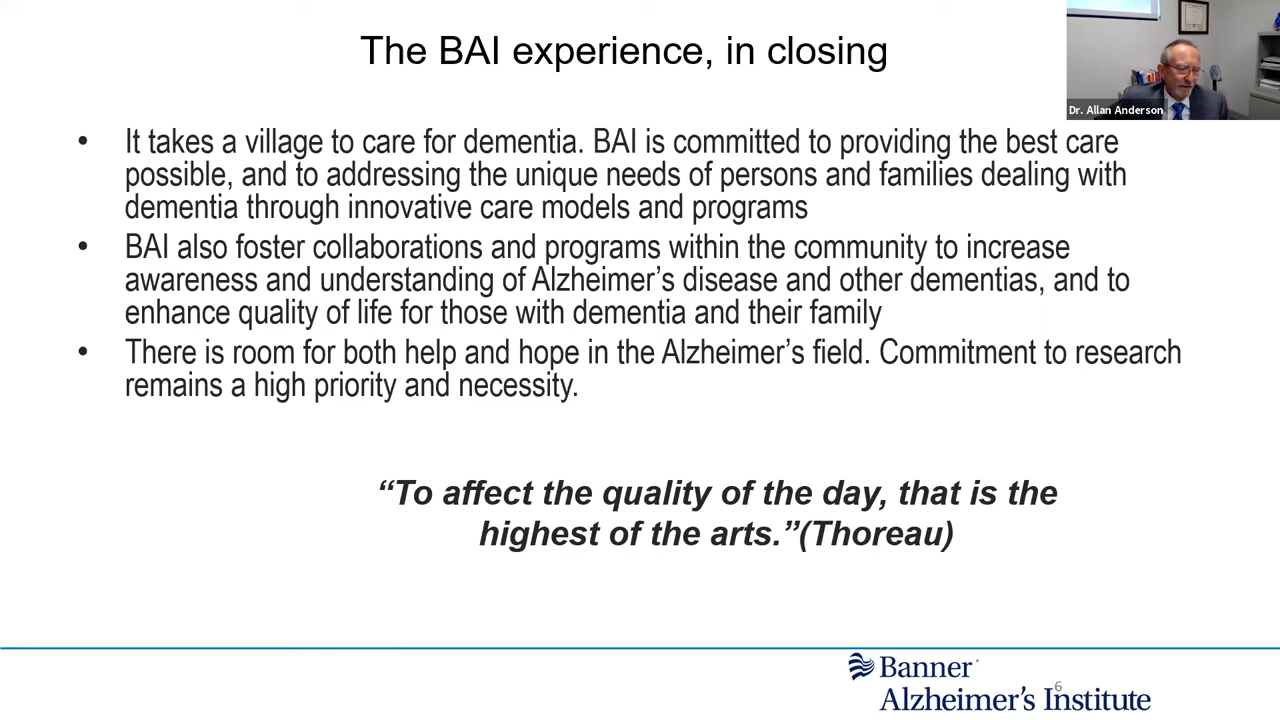 The BAI experience, in closing
Dr. Allan Anderson
• It takes a village to care for dementia. BAI is committed to providing the best care
possible, and to addressing the unique needs of persons and families dealing with
dementia through innovative care models and programs
• BAI also foster collaborations and programs within the community to increase
awareness and understanding of Alzheimer’s disease and other dementias, and to
enhance quality of life for those with dementia and their family
• There is room for both help and hope in the Alzheimer’s field. Commitment to research
remains a high priority and necessity.
“To affect the quality of the day, that is the
highest of the arts.”(Thoreau)
Banner
6
Alzheimer’s Institute